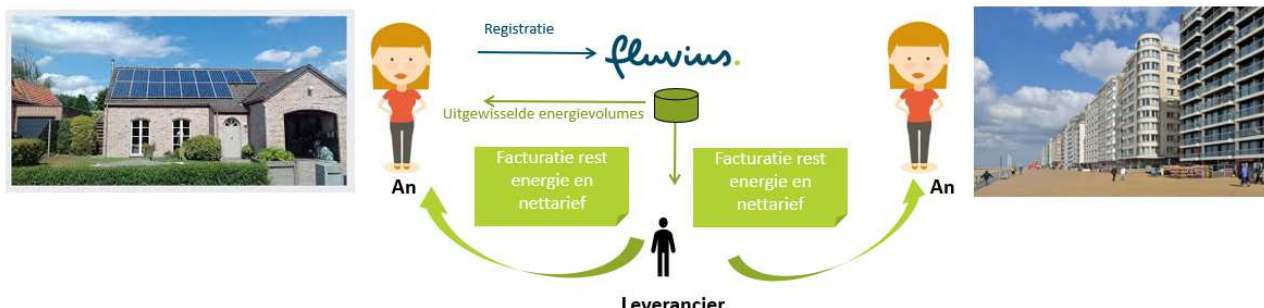 Registratie
fluvius.
Uitgewisselde energievolumes
Facturatie rest
energie en
nettarief
Facturatie rest
energie en
nettarief
An
An
Leverancier